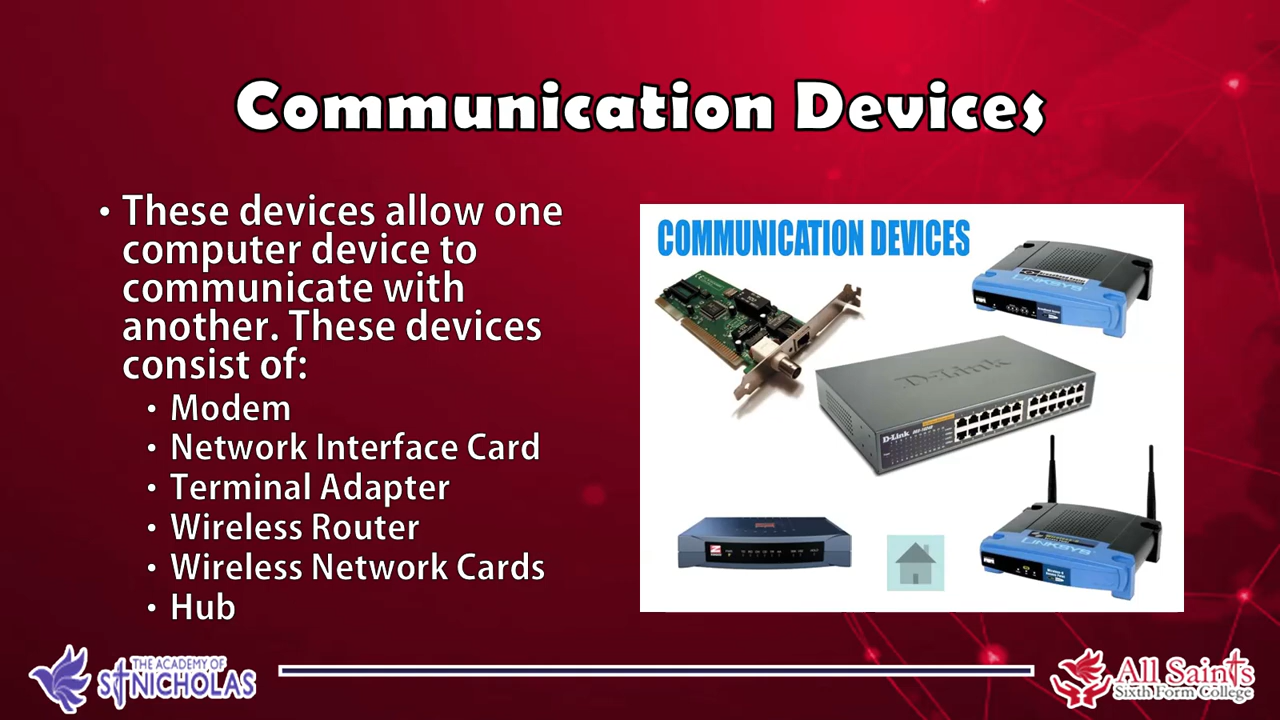 Communication Devices
• These devices allow one
computer device to
communicate with
another. These devices
consist of:
• Modem
• Network Interface Card
• Terminal Adapter
• Wireless Router
• Wireless Network Cards
• Hub
COMMUNICATION DEVICES
LINKSYS
D-Link
D-Link
LINKSYS
THE ACADEMY OF
ST NICHOLAS
All Saints
Sixth Form College